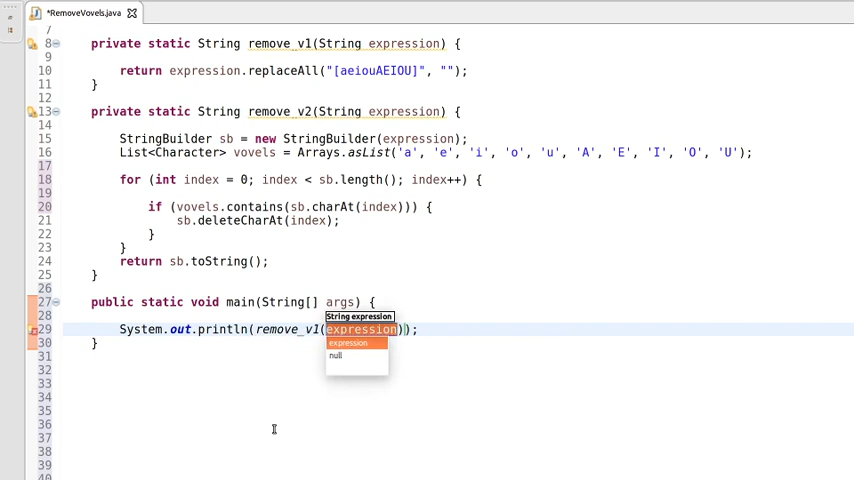 *RemoveVovels.java
7
8 private static String remove_v1(String expression) {
9
10 return expression.replaceAll("[aeiouAEIOU]", "");
11 }
12
13 private static String remove_v2(String expression) {
14
15 StringBuilder sb = new StringBuilder(expression);
16 List<Character> vovels = Arrays.asList('a', 'e', 'i', 'o', 'u', 'A', 'E', 'I', 'O', 'U');
17
18 for (int index = 0; index < sb.length(); index++) {
19
20 if (vovels.contains(sb.charAt(index))) {
21 sb.deleteCharAt(index);
22 }
23 }
24 return sb.toString();
25 }
26
27 public static void main(String[] args) {
28 String expression
29 System.out.println(remove_v1(expression));
30 }
expression
31
null
32
33
34
35
36
37
38
39
40